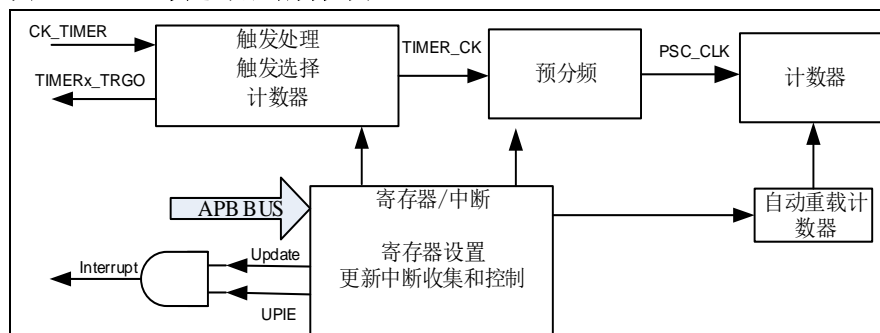 CK_TIMER
TIMERx_TRGO
触发处理
触发选择
计数器
TIMER_CK
预分频
PSC_CLK
计数器
APB BUS
寄存器/中断
寄存器设置
更新中断收集和控制
自动重载计
数器
Interrupt
Update
UPIE